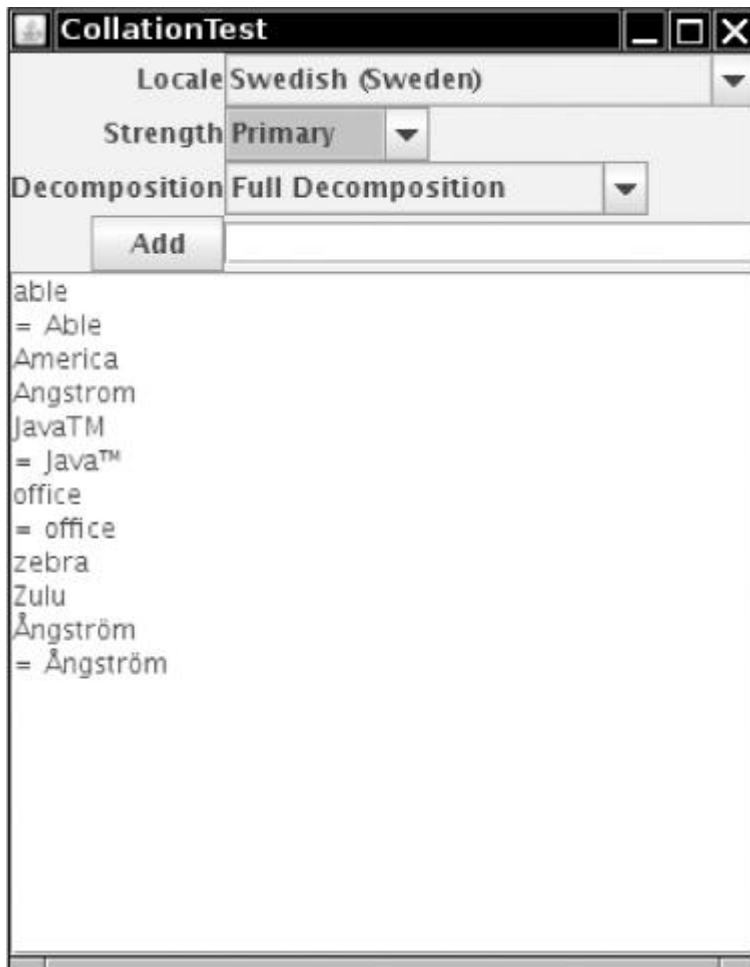 CollationTest
Locale Swedish (Sweden)
Strength Primary
Decomposition Full Decomposition
Add
able
= Able
America
Angstrom
JavaTM
= Java™
office
= office
zebra
Zulu
Ångström
= Ångström